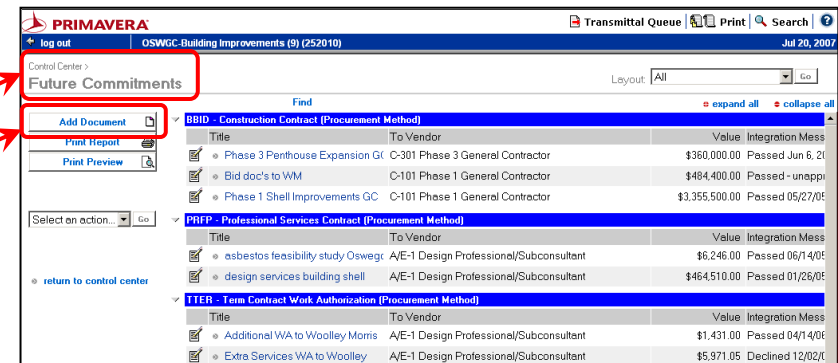 PRIMAVERA Transmittal Queue Print Search ?
log out OSWGC-Building Improvements (9) (252010) Jul 20, 2007
Control Center >
Future Commitments
Layout: All Go
Find expand all collapse all
Add Document
Print Report
Print Preview
Select an action... Go
return to control center
BBID - Construction Contract (Procurement Method)
Title To Vendor Value Integration Mess
Phase 3 Penthouse Expansion G( C-301 Phase 3 General Contractor $360,000.00 Passed Jun 6, 20
Bid doc's to WM C-101 Phase 1 General Contractor $484,400.00 Passed - unappr
Phase 1 Shell Improvements GC C-101 Phase 1 General Contractor $3,355,500.00 Passed 05/27/05
PRFP - Professional Services Contract (Procurement Method)
Title To Vendor Value Integration Mess
asbestos feasibility study Oswego A/E-1 Design Professional/Subconsultant $6,246.00 Passed 06/14/05
design services building shell A/E-1 Design Professional/Subconsultant $464,510.00 Passed 01/26/05
TTER - Term Contract Work Authorization (Procurement Method)
Title To Vendor Value Integration Mess
Additional WA to Woolley Morris A/E-1 Design Professional/Subconsultant $1,431.00 Passed 04/14/06
Extra Services WA to Woolley A/E-1 Design Professional/Subconsultant $5,971.05 Declined 12/02/0